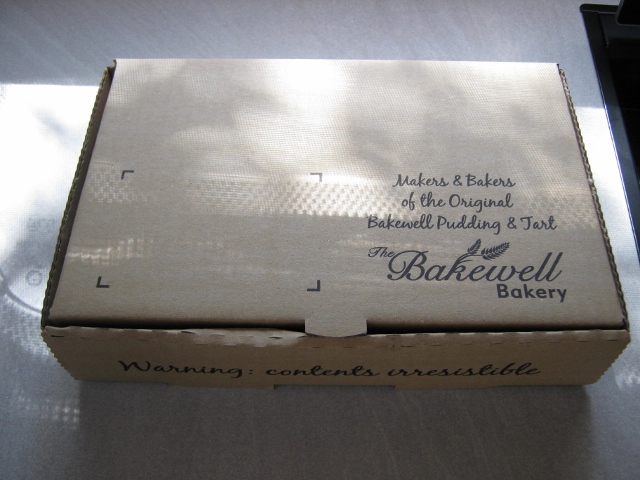 Makers & Bakers
of the Original
Bakewell Pudding & Tart
The Bakewell
Bakery
Warning: contents irresistible